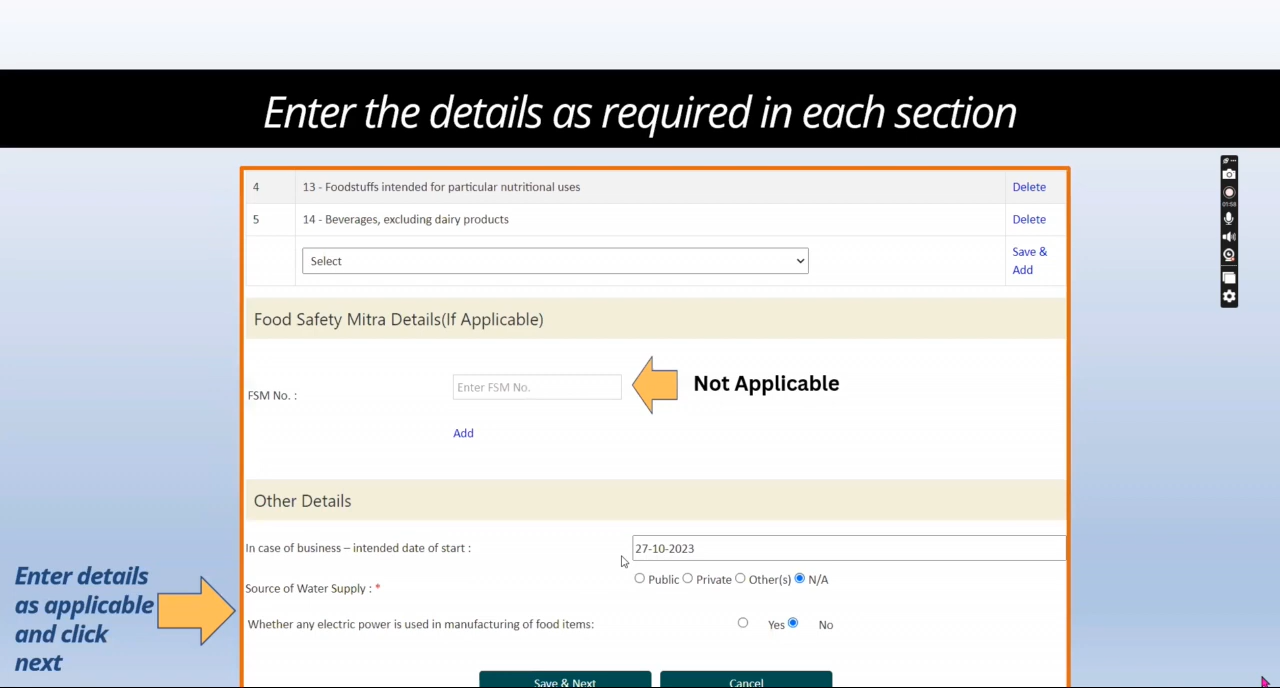 Enter the details as required in each section
4 13 - Foodstuffs intended for particular nutritional uses Delete
5 14 - Beverages, excluding dairy products Delete
Select Save &
Add
Food Safety Mitra Details(If Applicable)
FSM No. : Enter FSM No. Not Applicable
Add
Other Details
In case of business – intended date of start : 27-10-2023
Source of Water Supply : * Public Private Other(s) N/A
Whether any electric power is used in manufacturing of food items: Yes No
Save & Next Cancel
Enter details
as applicable
and click
next
01:58